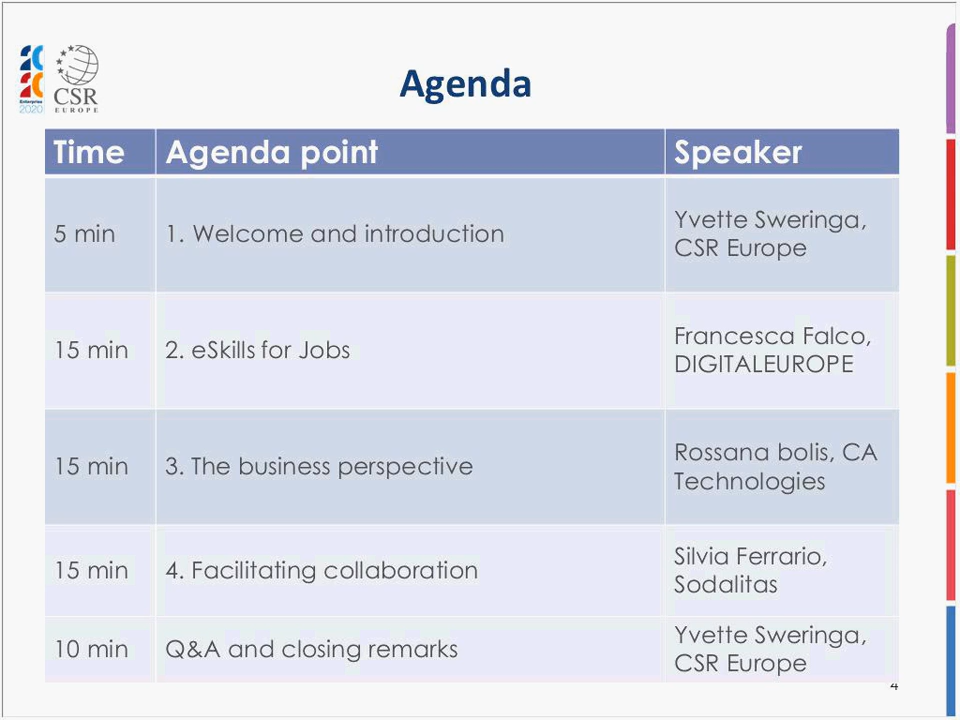 2020
Enterprise
2020
CSR
EUROPE
Agenda
Time Agenda point Speaker
5 min 1. Welcome and introduction Yvette Sweringa,
CSR Europe
15 min 2. eSkills for Jobs Francesca Falco,
DIGITALEUROPE
15 min 3. The business perspective Rossana bolis, CA
Technologies
15 min 4. Facilitating collaboration Silvia Ferrario,
Sodalitas
10 min Q&A and closing remarks Yvette Sweringa,
CSR Europe
4